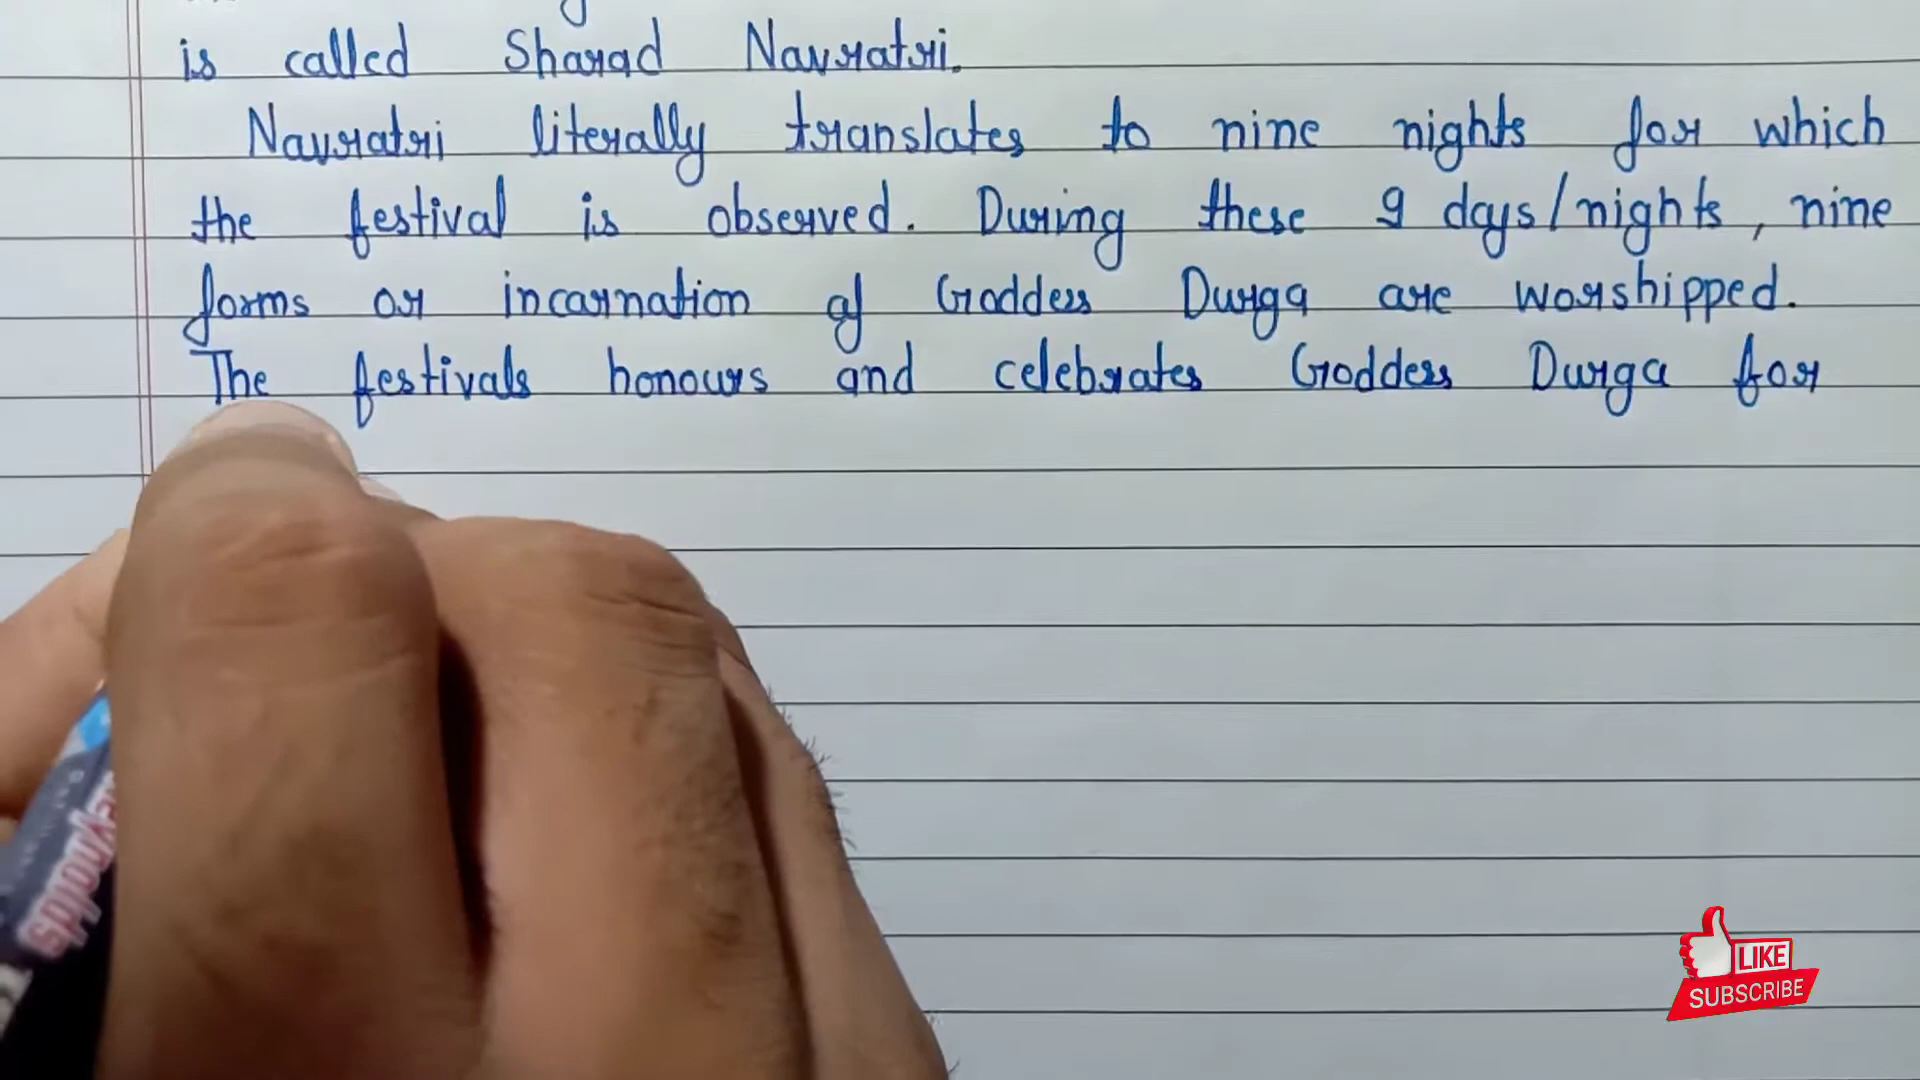 is called Sharad Navratri.
Navratri literally translates to nine nights for which
the festival is observed. During these 9 days/nights, nine
forms or incarnation of Goddess Durga are worshipped.
The festivals honours and celebrates Goddess Durga for
Reynolds
LIKE
SUBSCRIBE